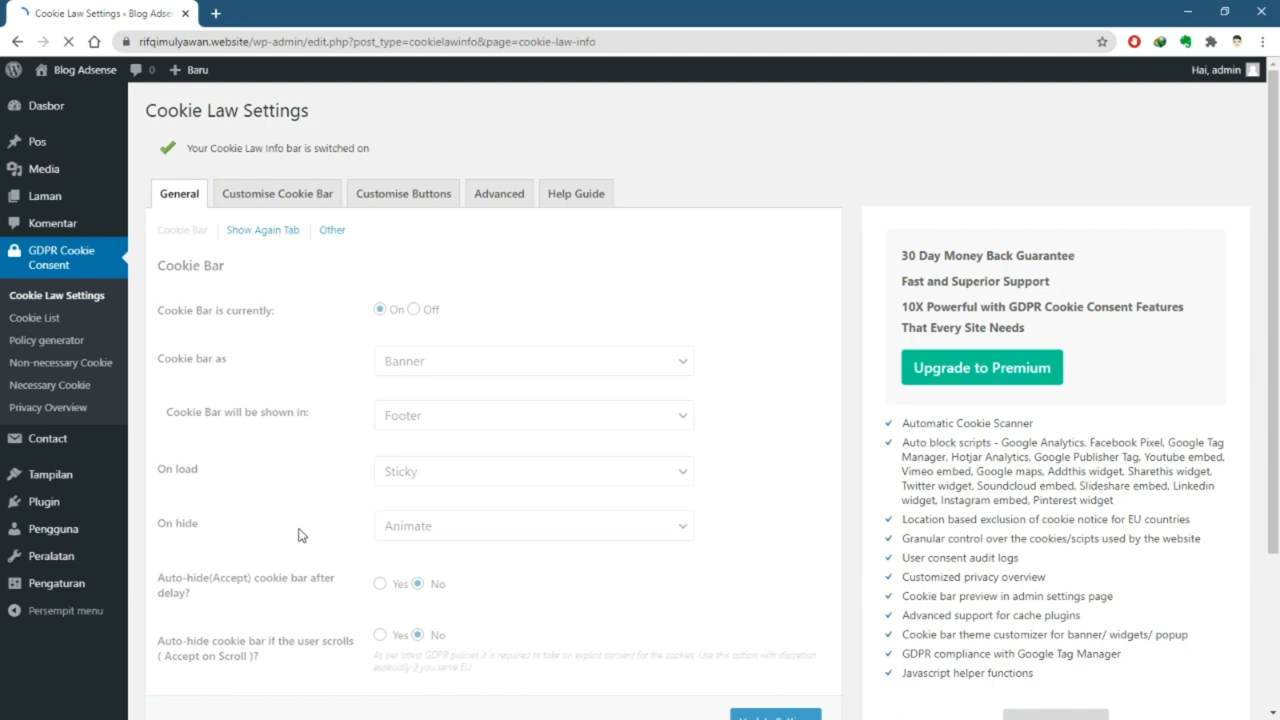 Cookie Law Settings ‹ Blog Adser
rifqimulyawan.website/wp-admin/edit.php?post_type=cookielawinfo&page=cookie-law-info
Blog Adsense
0
Baru
Hai, admin
Dasbor
Pos
Media
Laman
Komentar
GDPR Cookie
Consent
Cookie Law Settings
Cookie List
Policy generator
Non-necessary Cookie
Necessary Cookie
Privacy Overview
Contact
Tampilan
Plugin
Pengguna
Peralatan
Pengaturan
Persempit menu
Cookie Law Settings
Your Cookie Law Info bar is switched on
General
Customise Cookie Bar
Customise Buttons
Advanced
Help Guide
Cookie Bar
Show Again Tab
Other
Cookie Bar
Cookie Bar is currently:
On
Off
Cookie bar as
Banner
Cookie Bar will be shown in:
Footer
On load
Sticky
On hide
Animate
Auto-hide(Accept) cookie bar after
delay?
Yes
No
Auto-hide cookie bar if the user scrolls
( Accept on Scroll )?
Yes
No
As per latest GDPR policies it is required to take an explicit consent for the cookies. Use this option with discretion
especially if you serve EU
30 Day Money Back Guarantee
Fast and Superior Support
10X Powerful with GDPR Cookie Consent Features
That Every Site Needs
Upgrade to Premium
Automatic Cookie Scanner
Auto block scripts - Google Analytics, Facebook Pixel, Google Tag
Manager, Hotjar Analytics, Google Publisher Tag, Youtube embed,
Vimeo embed, Google maps, Addthis widget, Sharethis widget,
Twitter widget, Soundcloud embed, Slideshare embed, Linkedin
widget, Instagram embed, Pinterest widget
Location based exclusion of cookie notice for EU countries
Granular control over the cookies/scipts used by the website
User consent audit logs
Customized privacy overview
Cookie bar preview in admin settings page
Advanced support for cache plugins
Cookie bar theme customizer for banner/ widgets/ popup
GDPR compliance with Google Tag Manager
Javascript helper functions